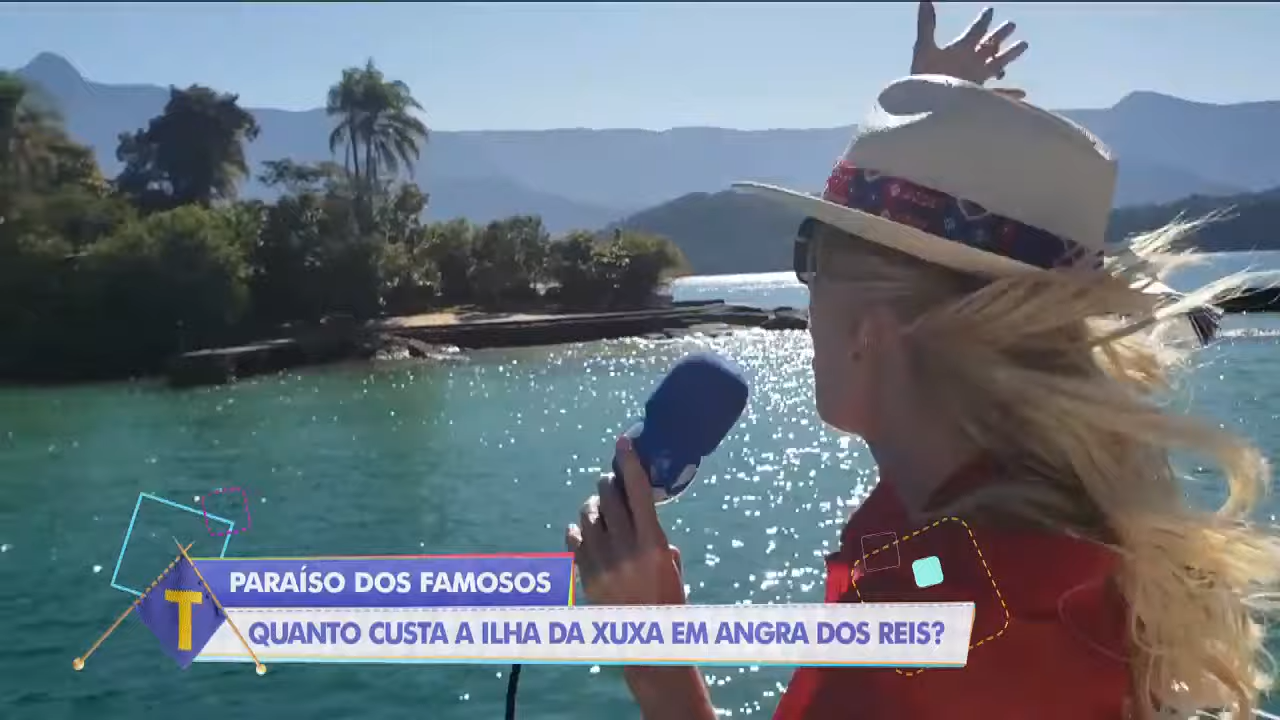 PARAÍSO DOS FAMOSOS
T
QUANTO CUSTA A ILHA DA XUXA EM ANGRA DOS REIS?